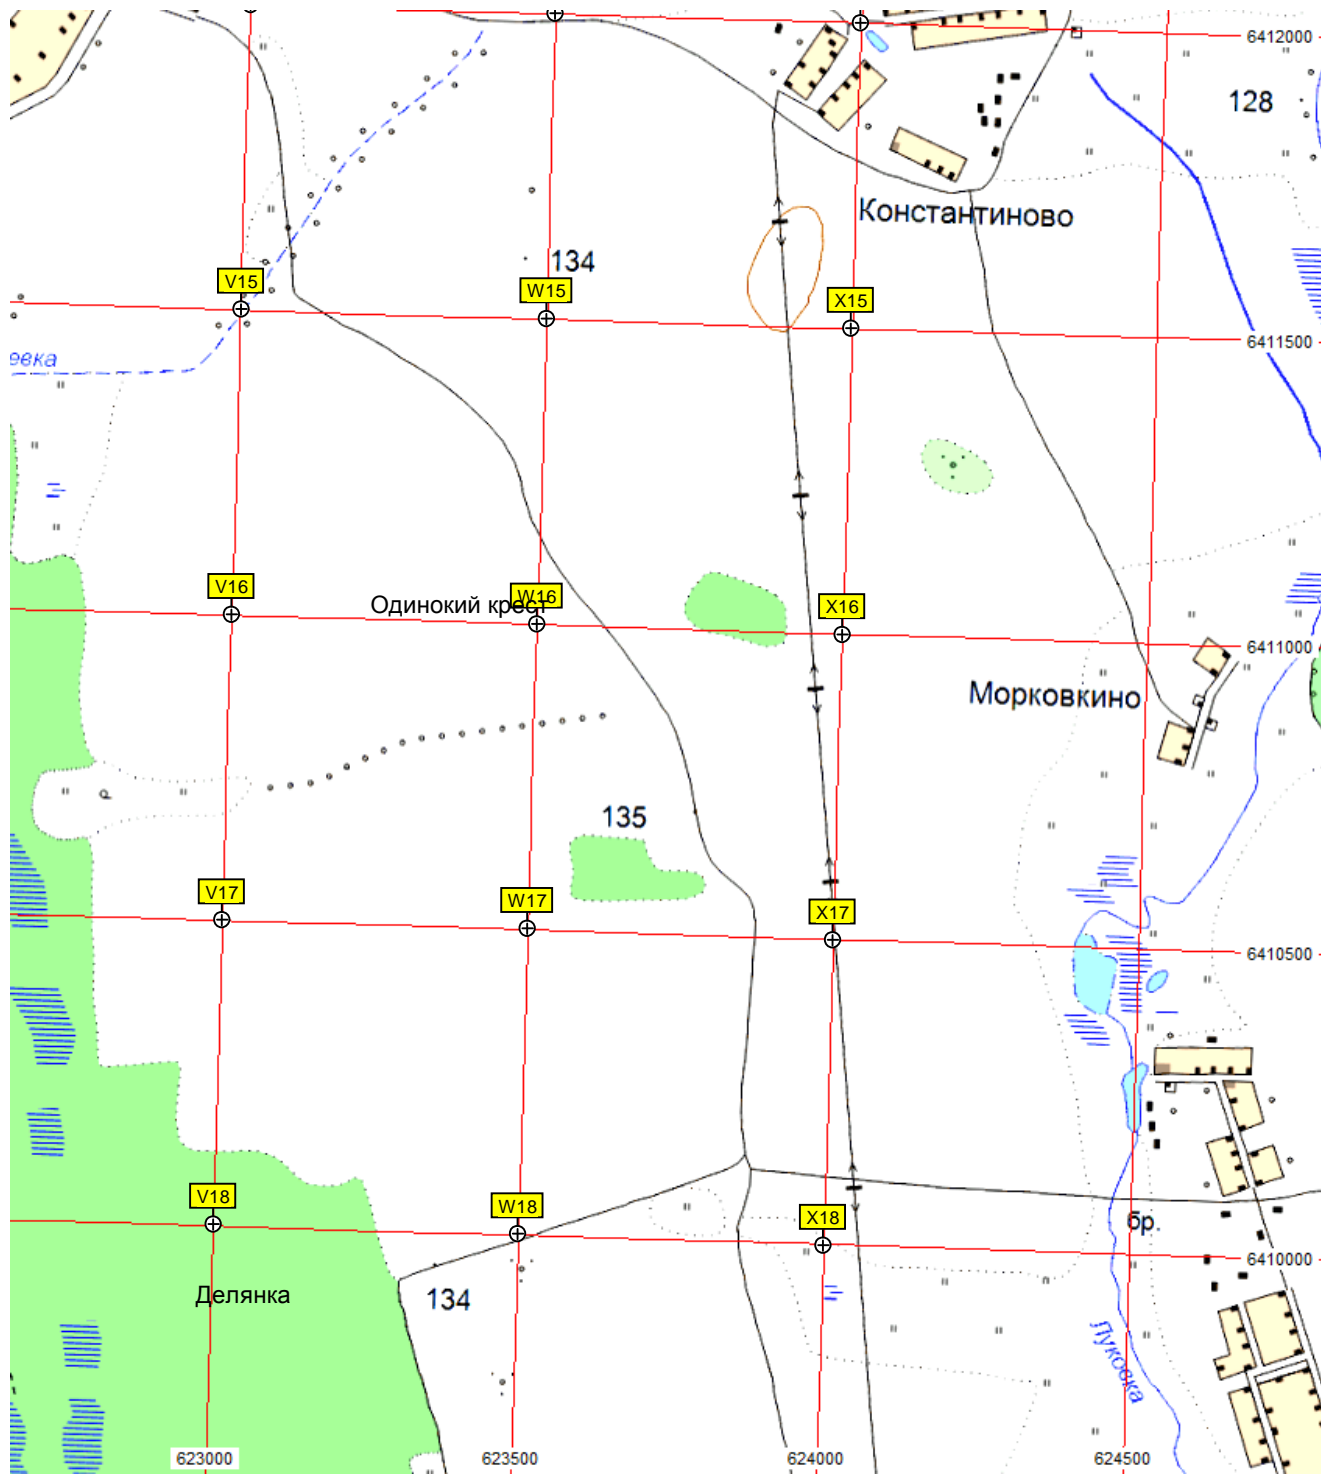 6412000
128
Константиново
134
V15
W15
X15
6411500
евка
V16
W16
X16
Одинокий крест
6411000
Морковкино
135
V17
W17
X17
6410500
V18
W18
X18
бр.
6410000
Делянка
134
Луковка
623000
623500
624000
624500